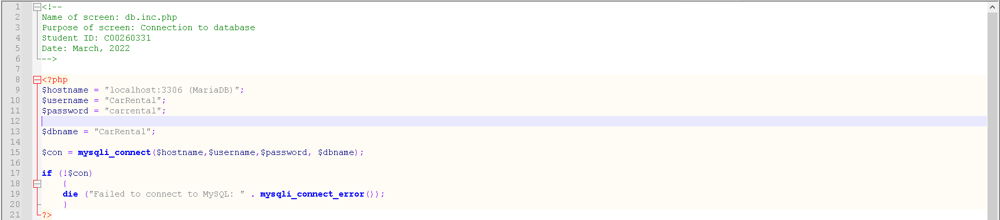 1 <!--
2 Name of screen: db.inc.php
3 Purpose of screen: Connection to database
4 Student ID: C00260331
5 Date: March, 2022
6 -->
7
8 <?php
9 $hostname = "localhost:3306 (MariaDB)";
10 $username = "CarRental";
11 $password = "carrental";
12
13 $dbname = "CarRental";
14
15 $con = mysqli_connect($hostname,$username,$password, $dbname);
16
17 if (!$con)
18 {
19 die ("Failed to connect to MySQL: " . mysqli_connect_error());
20 }
21 ?>